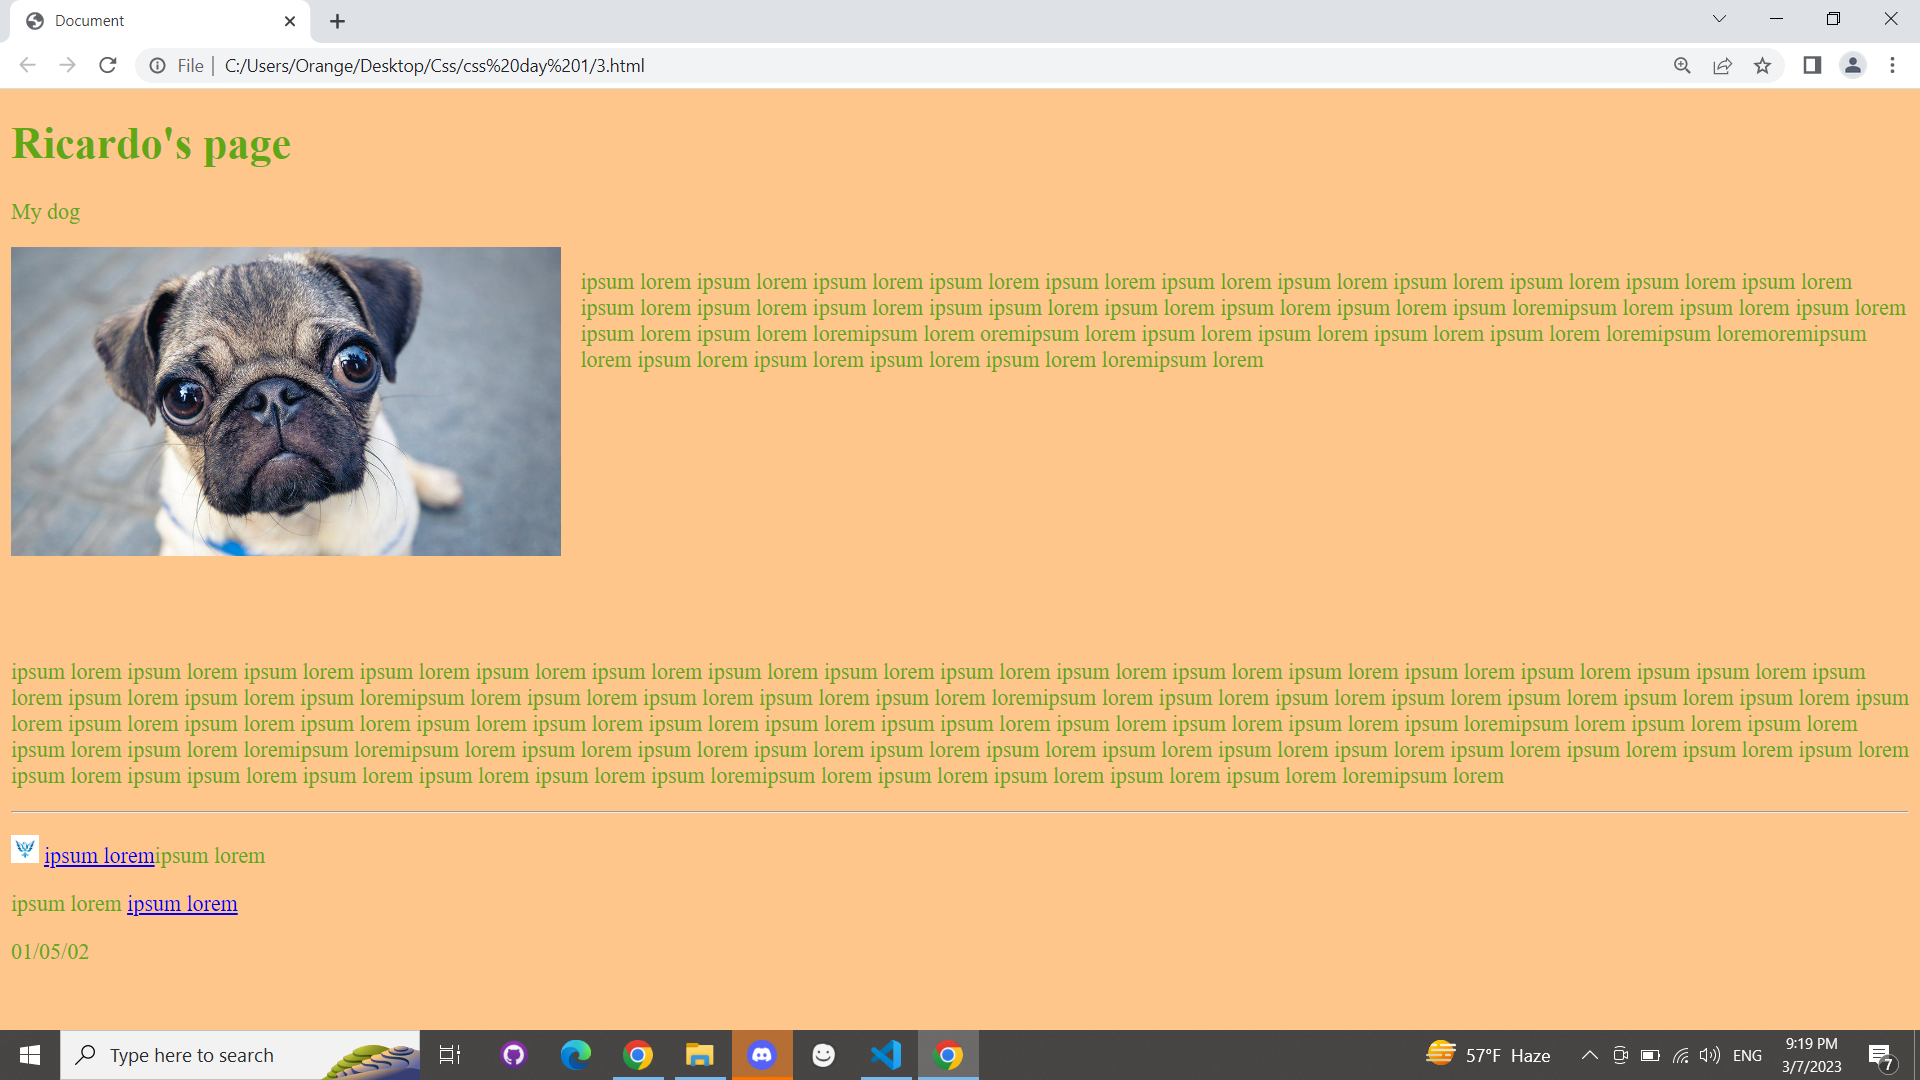 Document
File
C:/Users/Orange/Desktop/Css/css%20day%201/3.html
Ricardo's page
My dog
ipsum lorem ipsum lorem ipsum lorem ipsum lorem ipsum lorem ipsum lorem ipsum lorem ipsum lorem ipsum lorem ipsum lorem ipsum lorem
ipsum lorem ipsum lorem ipsum lorem ipsum ipsum lorem ipsum lorem ipsum lorem ipsum lorem ipsum loremipsum lorem ipsum lorem ipsum lorem
ipsum lorem ipsum lorem loremipsum lorem oremipsum lorem ipsum lorem ipsum lorem ipsum lorem ipsum lorem loremipsum loremoremipsum
lorem ipsum lorem ipsum lorem ipsum lorem ipsum lorem loremipsum lorem
ipsum lorem ipsum lorem ipsum lorem ipsum lorem ipsum lorem ipsum lorem ipsum lorem ipsum lorem ipsum lorem ipsum lorem ipsum lorem ipsum lorem ipsum lorem ipsum lorem ipsum ipsum lorem ipsum
lorem ipsum lorem ipsum lorem ipsum loremipsum lorem ipsum lorem ipsum lorem ipsum lorem ipsum lorem loremipsum lorem ipsum lorem ipsum lorem ipsum lorem ipsum lorem ipsum lorem ipsum lorem ipsum
lorem ipsum lorem ipsum lorem ipsum lorem ipsum lorem ipsum lorem ipsum lorem ipsum lorem ipsum ipsum lorem ipsum lorem ipsum lorem ipsum lorem ipsum loremipsum lorem ipsum lorem ipsum lorem
ipsum lorem ipsum lorem loremipsum loremipsum lorem ipsum lorem ipsum lorem ipsum lorem ipsum lorem ipsum lorem ipsum lorem ipsum lorem ipsum lorem ipsum lorem ipsum lorem ipsum lorem ipsum lorem
ipsum lorem ipsum ipsum lorem ipsum lorem ipsum lorem ipsum lorem ipsum loremipsum lorem ipsum lorem ipsum lorem ipsum lorem ipsum lorem loremipsum lorem
ipsum loremipsum lorem
ipsum lorem ipsum lorem
01/05/02
Type here to search
57°F Haze
ENG
9:19 PM
3/7/2023
7